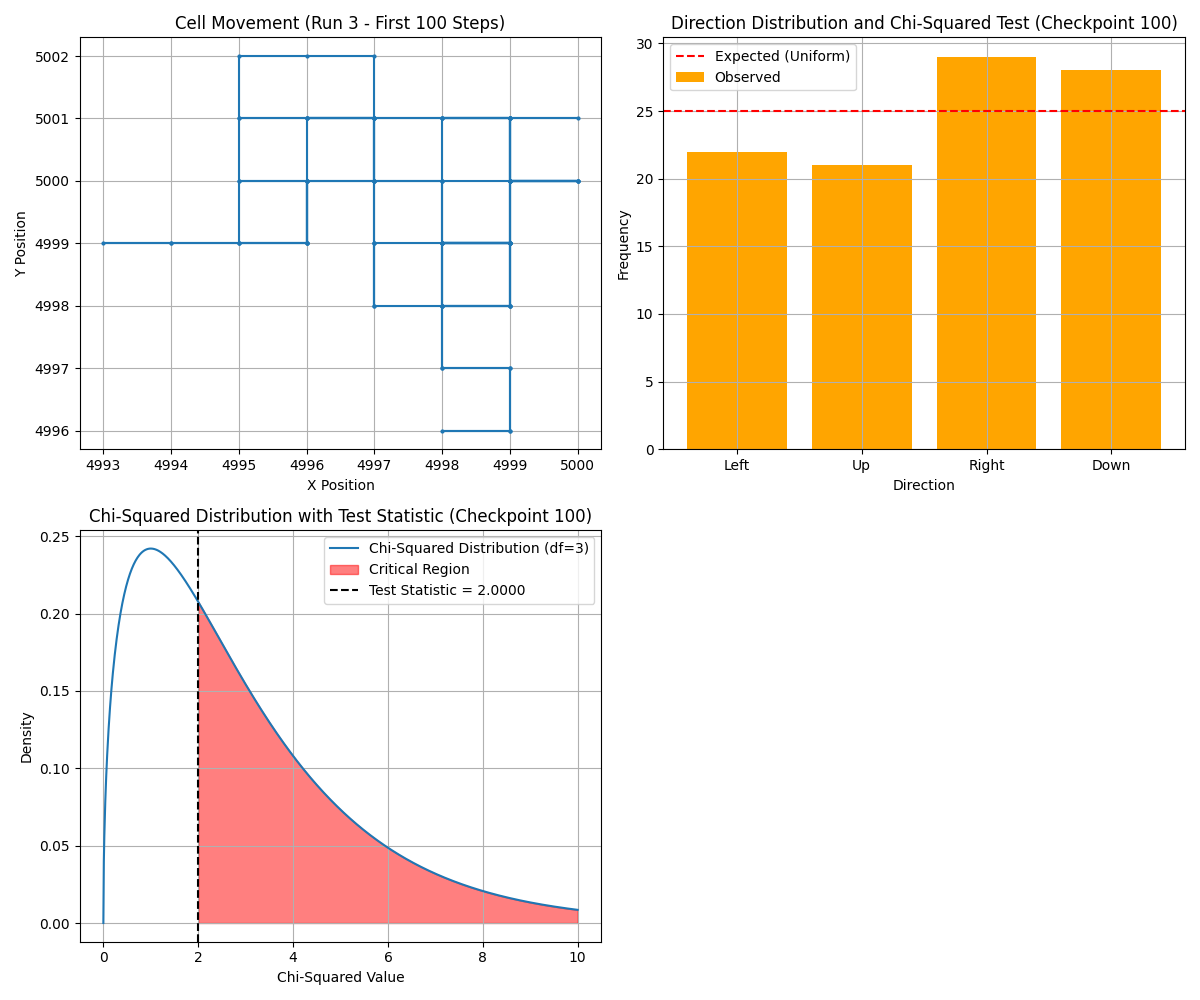 Cell Movement (Run 3 - First 100 Steps)
5002
5001
5000
4999
4998
4997
4996
Y Position
4993 4994 4995 4996 4997 4998 4999 5000
X Position
Direction Distribution and Chi-Squared Test (Checkpoint 100)
Expected (Uniform)
Observed
30
25
20
15
10
5
0
Frequency
Left Up Right Down
Direction
Chi-Squared Distribution with Test Statistic (Checkpoint 100)
Chi-Squared Distribution (df=3)
Critical Region
Test Statistic = 2.0000
0.25
0.20
0.15
0.10
0.05
0.00
Density
0 2 4 6 8 10
Chi-Squared Value